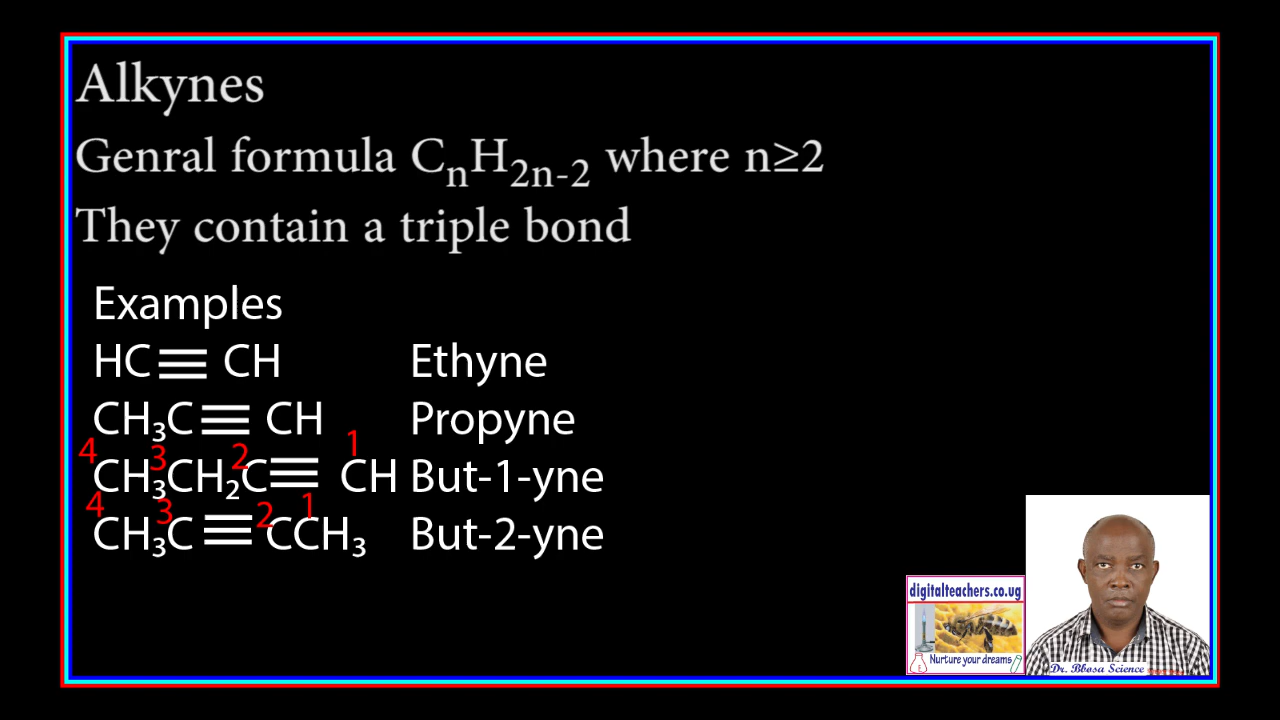 Alkynes
Genral formula CₙH₂ₙ₋₂ where n≥2
They contain a triple bond
Examples
HC≡CH Ethyne
CH₃C≡CH Propyne
4 3 2 1
CH₃CH₂C≡CH But-1-yne
4 3 2 1
CH₃C≡CCH₃ But-2-yne
digitalteachers.co.ug
Nurture your dreams
Dr. Bbosa Science